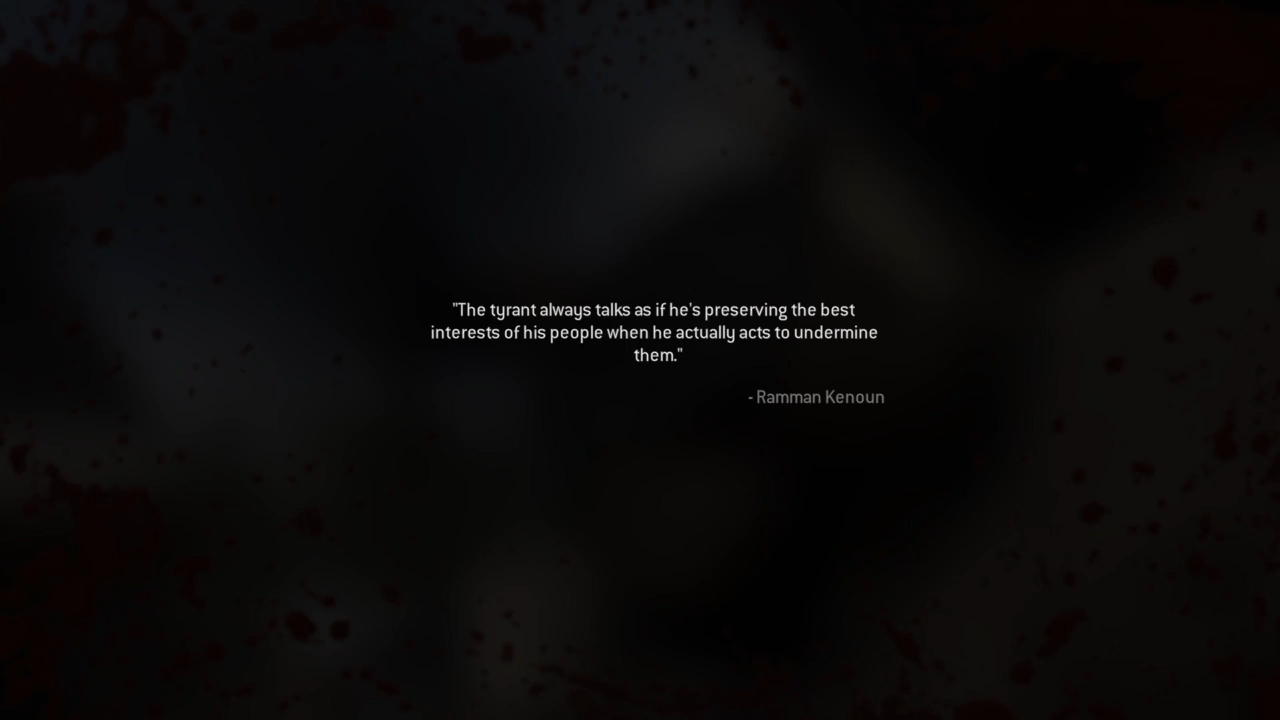 "The tyrant always talks as if he's preserving the best
interests of his people when he actually acts to undermine
them."
- Ramman Kenoun